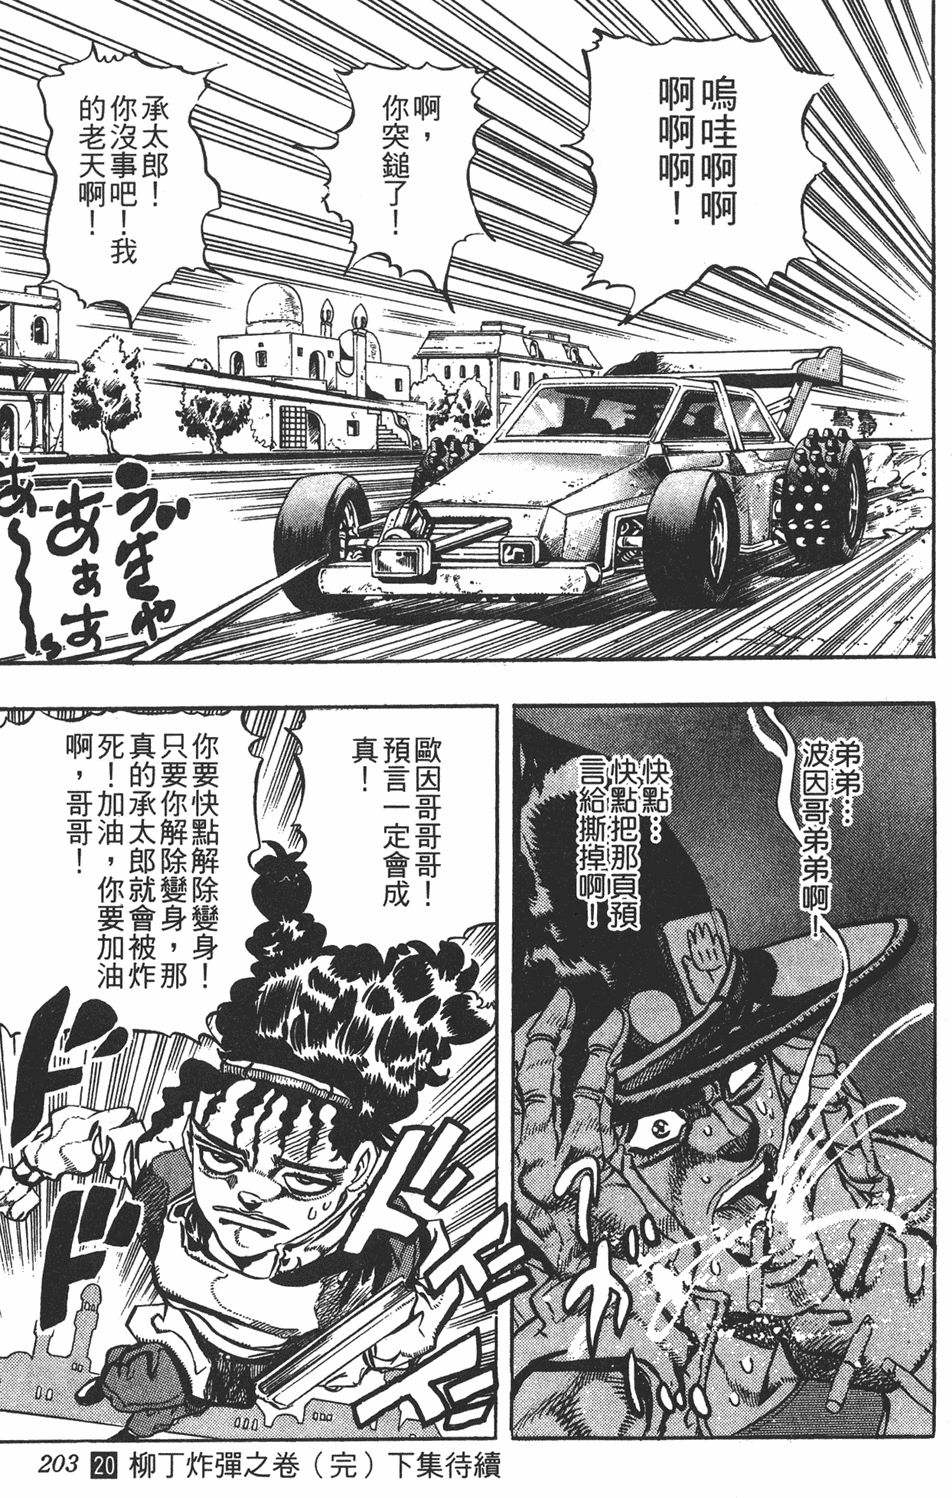 嗚哇啊啊
啊啊啊！
啊，
你突鎚了！
承太郎！
你沒事吧！我
的老天啊！
うぎゃ
あぁあ
あ～～っ
弟弟…
波因哥弟弟啊！
快點…
快點把那頁預
言給撕掉啊！
ぶるる
歐因哥哥哥！
預言一定會成
真！
你要快點解除變身！
只要你解除變身，那
真的承太郎就會被炸
死！加油，你要加油
啊，哥哥！
ドドドド
ドド
203 20 柳丁炸彈之卷（完）下集待續